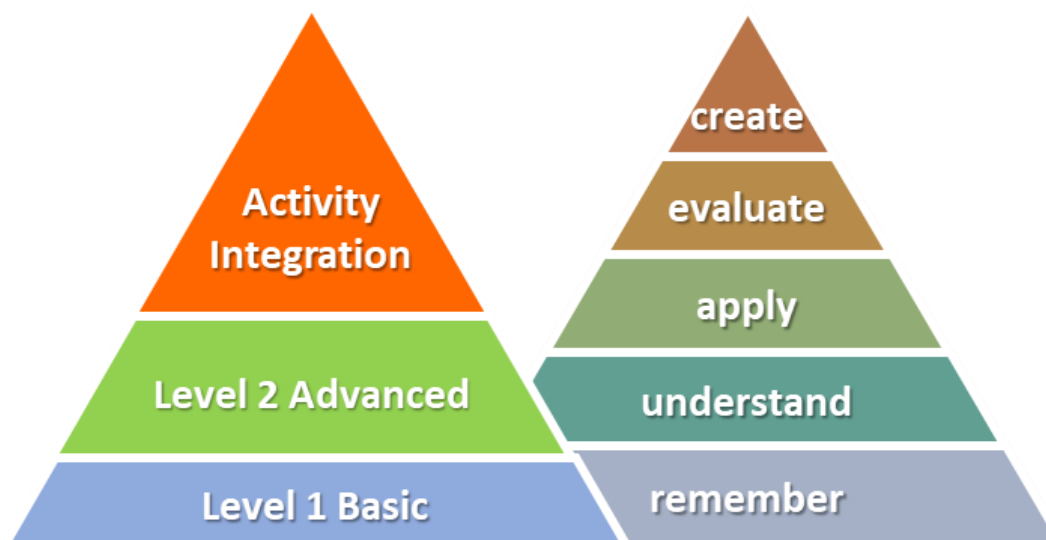 Activity
Integration
Level 2 Advanced
Level 1 Basic
create
evaluate
apply
understand
remember